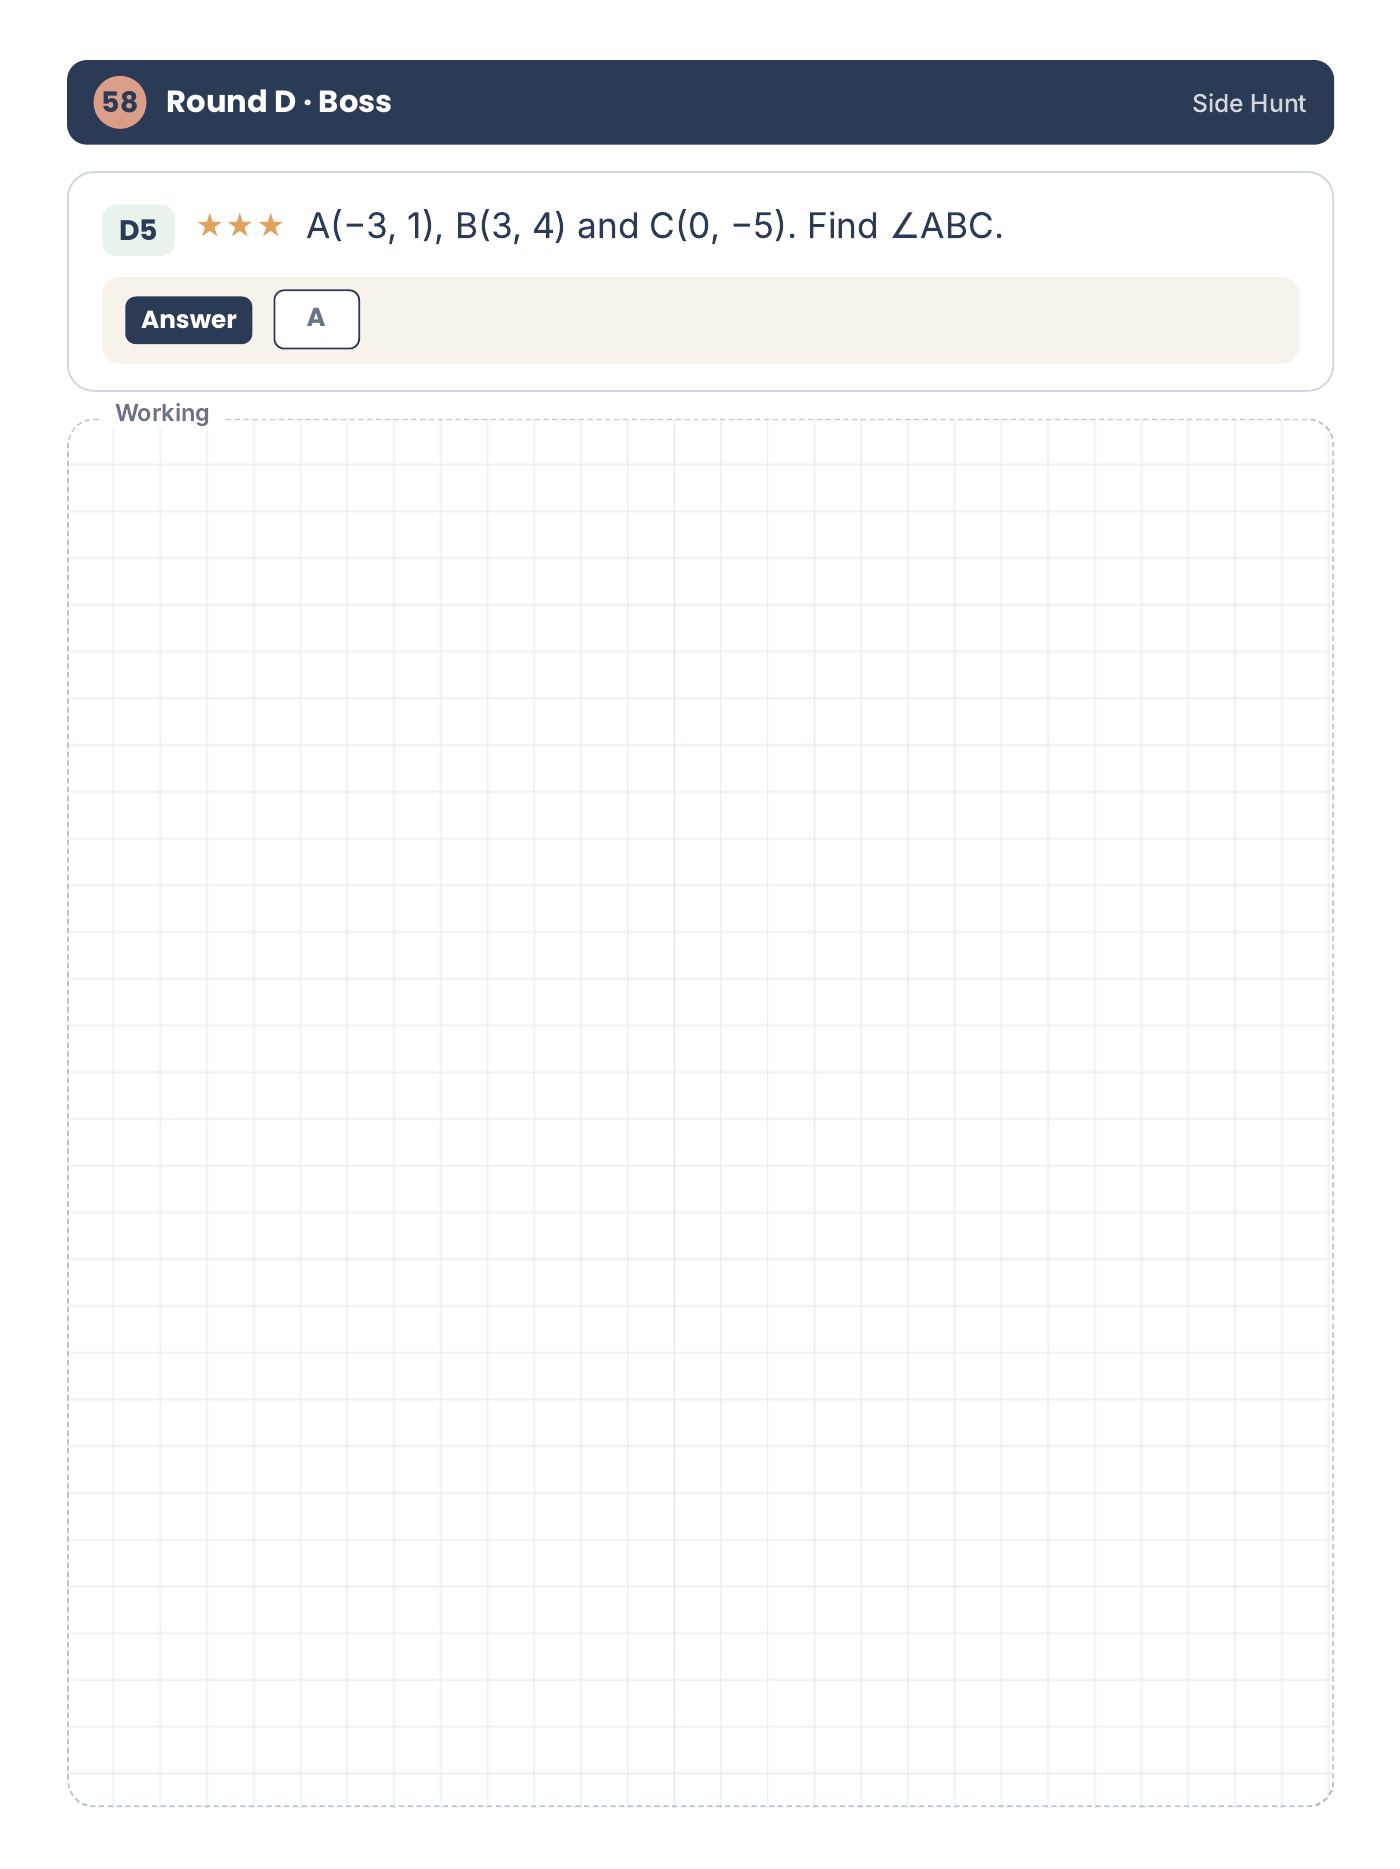 58 Round D · Boss Side Hunt
D5 ★★★ A(−3, 1), B(3, 4) and C(0, −5). Find ∠ABC.
Answer A
Working